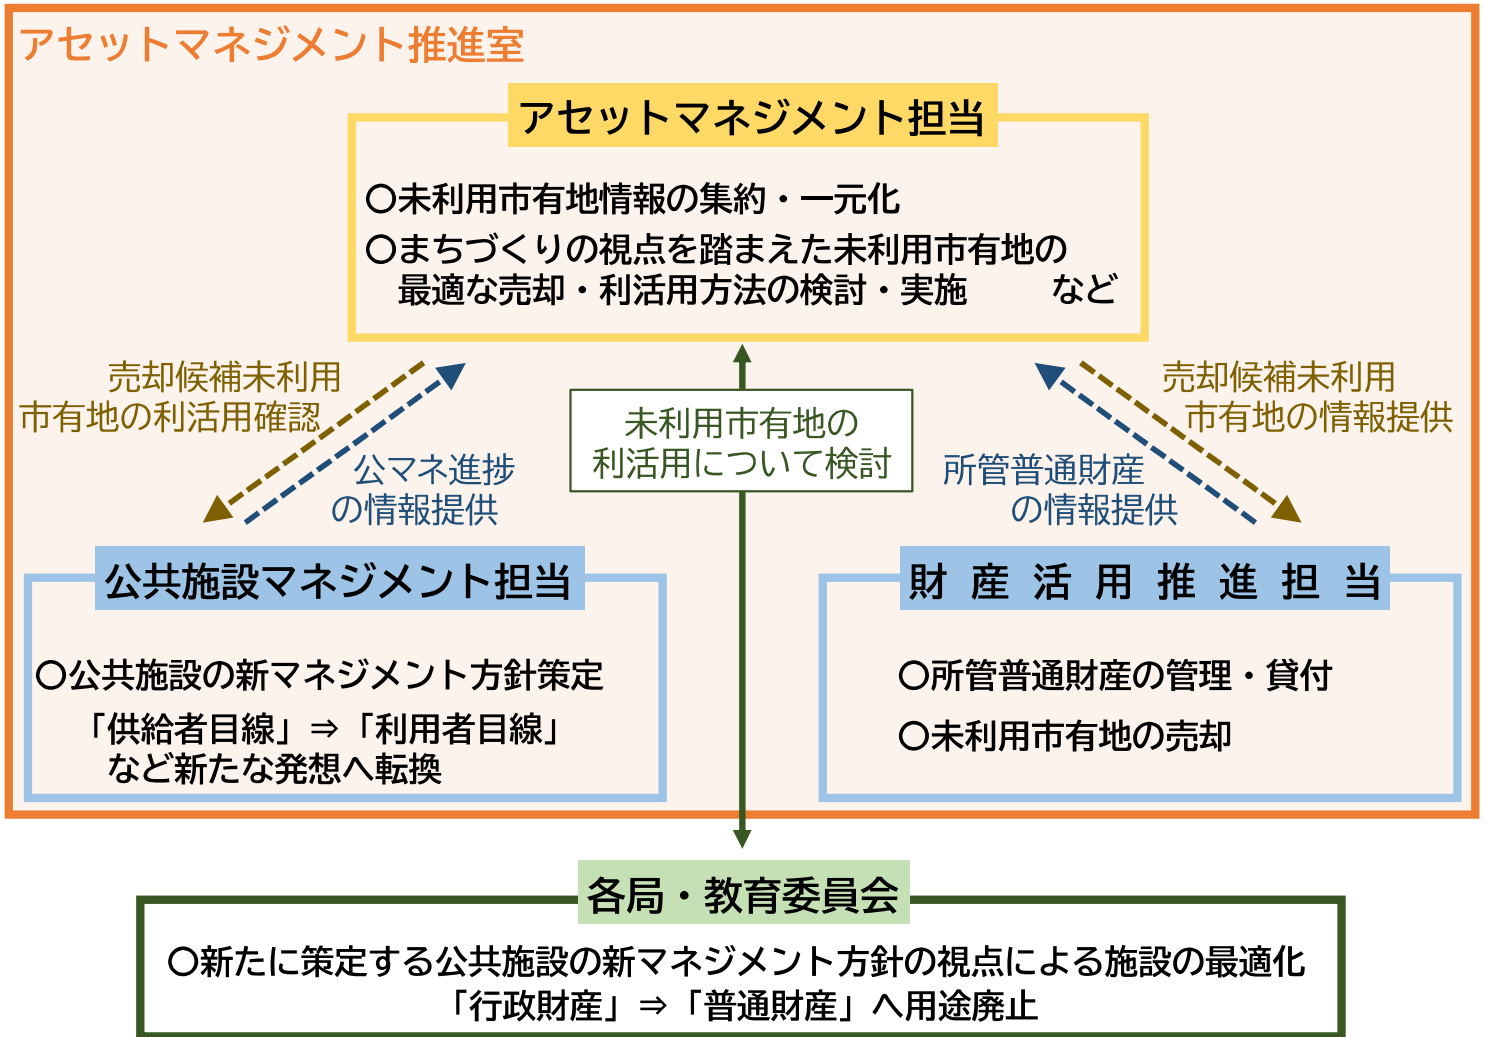 アセットマネジメント推進室
アセットマネジメント担当
〇未利用市有地情報の集約・一元化
〇まちづくりの視点を踏まえた未利用市有地の
最適な売却・利活用方法の検討・実施　　など
売却候補未利用
市有地の利活用確認
公マネ進捗
の情報提供
未利用市有地の
利活用について検討
売却候補未利用
市有地の情報提供
所管普通財産
の情報提供
公共施設マネジメント担当
〇公共施設の新マネジメント方針策定
「供給者目線」⇒「利用者目線」
など新たな発想へ転換
財産活用推進担当
〇所管普通財産の管理・貸付
〇未利用市有地の売却
各局・教育委員会
〇新たに策定する公共施設の新マネジメント方針の視点による施設の最適化
「行政財産」⇒「普通財産」へ用途廃止